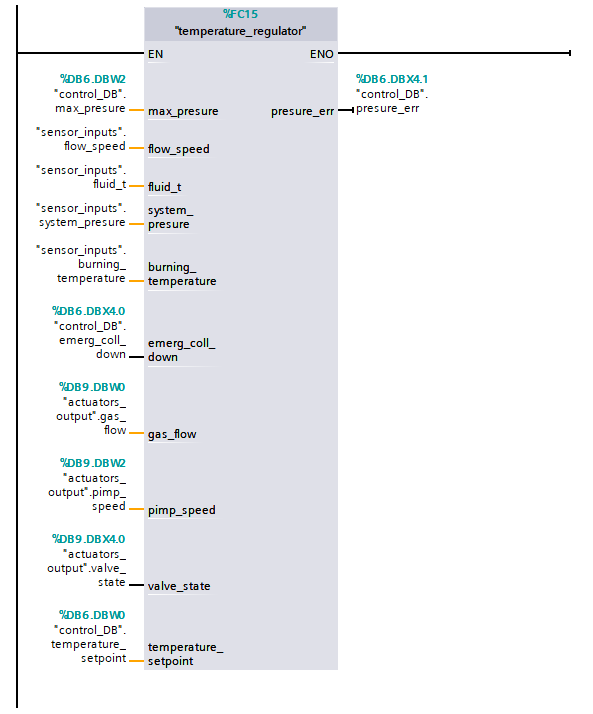 %FC15
"temperature_regulator"
EN
ENO
%DB6.DBW2
"control_DB".
max_presure
max_presure
presure_err
%DB6.DBX4.1
"control_DB".
presure_err
"sensor_inputs".
flow_speed
flow_speed
"sensor_inputs".
fluid_t
fluid_t
"sensor_inputs".
system_presure
system_
presure
"sensor_inputs".
burning_
temperature
burning_
temperature
%DB6.DBX4.0
"control_DB".
emerg_coll_
down
emerg_coll_
down
%DB9.DBW0
"actuators_
output".gas_
flow
gas_flow
%DB9.DBW2
"actuators_
output".pimp_
speed
pimp_speed
%DB9.DBX4.0
"actuators_
output".valve_
state
valve_state
%DB6.DBW0
"control_DB".
temperature_
setpoint
temperature_
setpoint